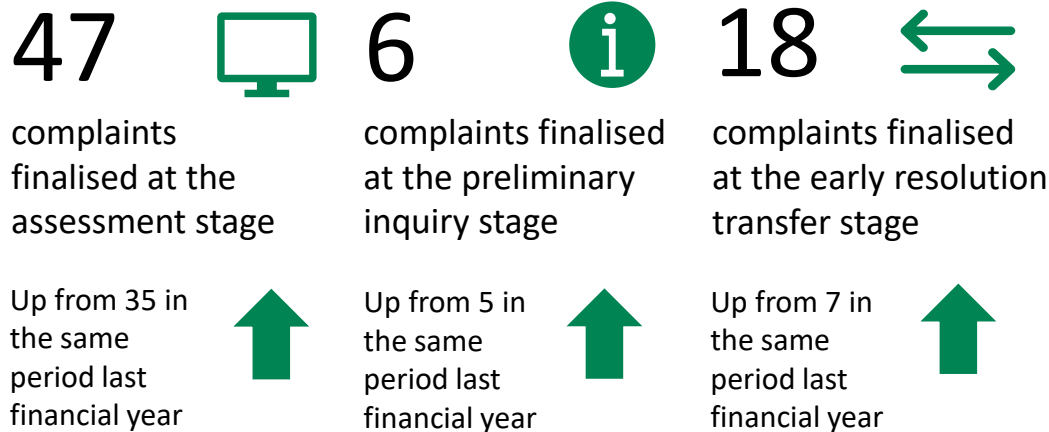 47
complaints
finalised at the
assessment stage
Up from 35 in
the same
period last
financial year
6
complaints finalised
at the preliminary
inquiry stage
Up from 5 in
the same
period last
financial year
18
complaints finalised
at the early resolution
transfer stage
Up from 7 in
the same
period last
financial year